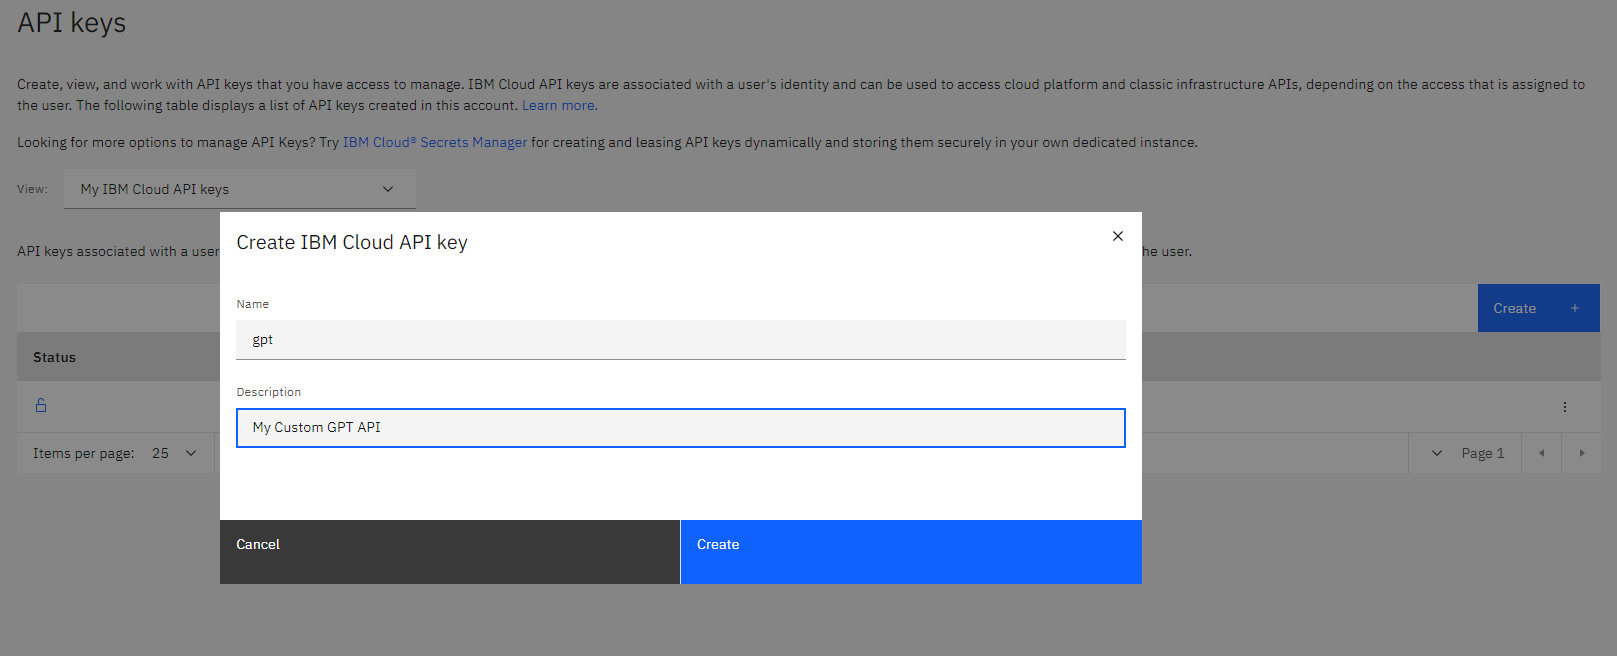 API keys
Create, view, and work with API keys that you have access to manage. IBM Cloud API keys are associated with a user's identity and can be used to access cloud platform and classic infrastructure APIs, depending on the access that is assigned to
the user. The following table displays a list of API keys created in this account. Learn more.
Looking for more options to manage API Keys? Try IBM Cloud® Secrets Manager for creating and leasing API keys dynamically and storing them securely in your own dedicated instance.
View: My IBM Cloud API keys
API keys associated with a user he user.
Create IBM Cloud API key
Name
gpt
Create +
Status
Description
My Custom GPT API
Items per page: 25 Page 1
Cancel Create